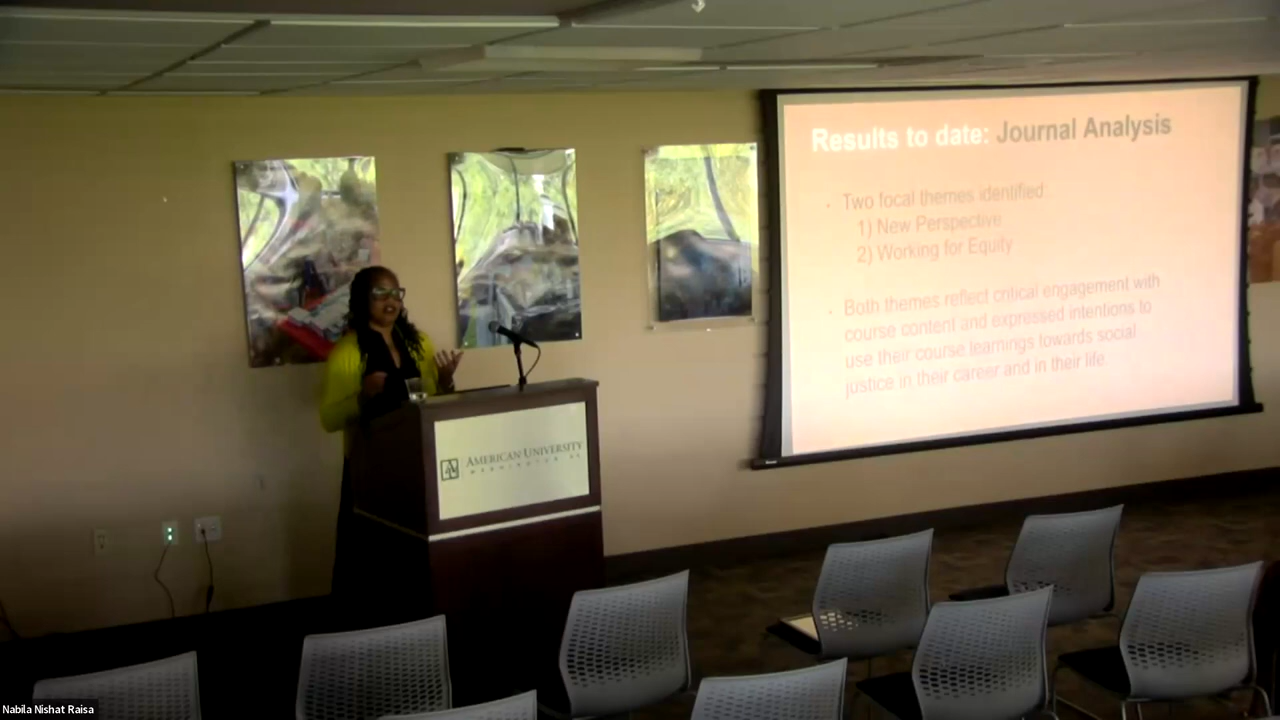 Results to date: Journal Analysis
Two focal themes identified:
1) New Perspective
2) Working for Equity
Both themes reflect critical engagement with
course content and expressed intentions to
use their course learnings towards social
justice in their career and in their life.
AMERICAN UNIVERSITY
WASHINGTON, DC
Nabila Nishat Raisa